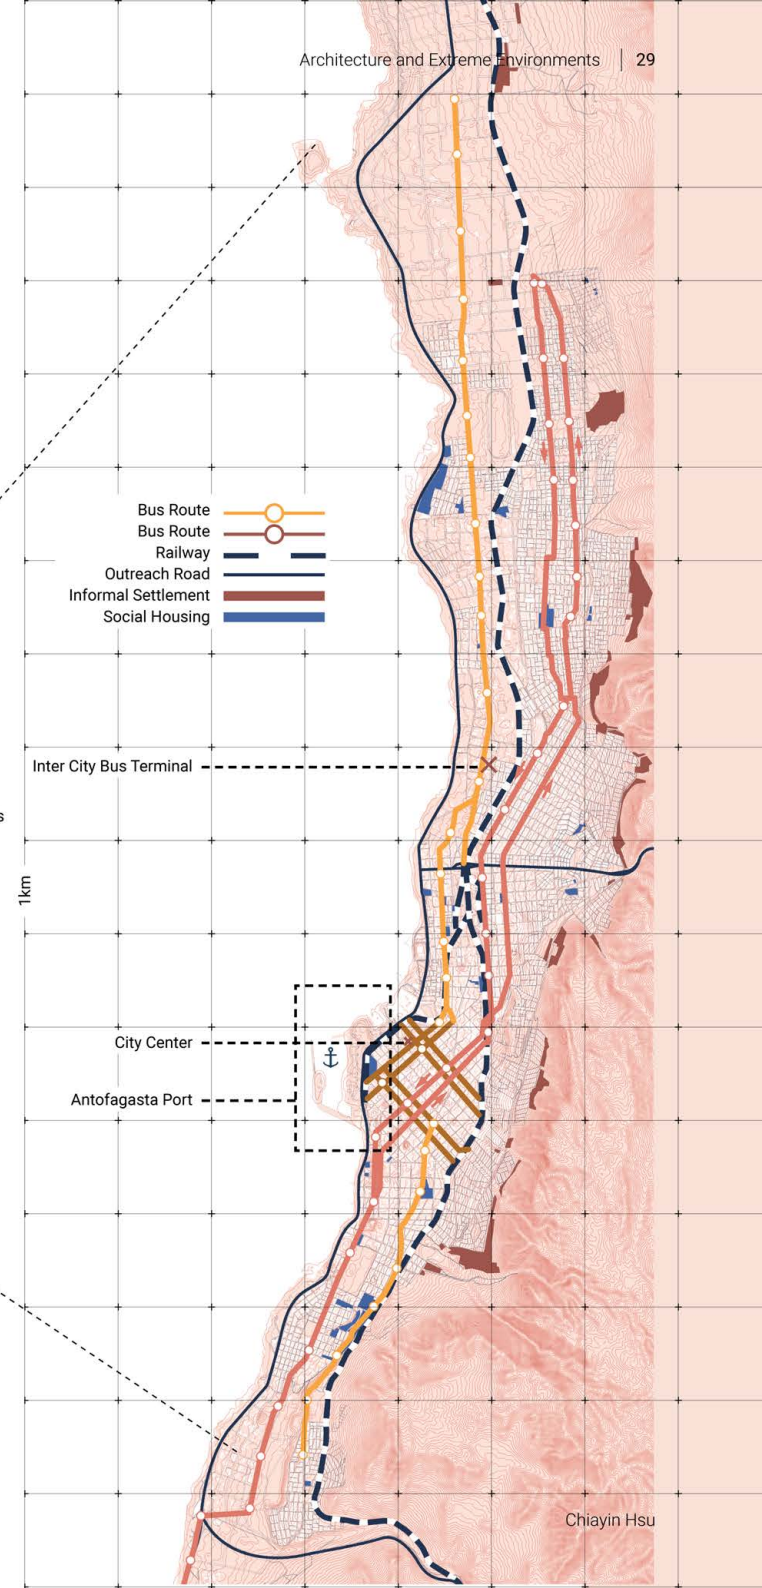 Architecture and Extreme Environments | 29
Bus Route
Bus Route
Railway
Outreach Road
Informal Settlement
Social Housing
Inter City Bus Terminal
s
1km
City Center
Antofagasta Port
Chiayin Hsu